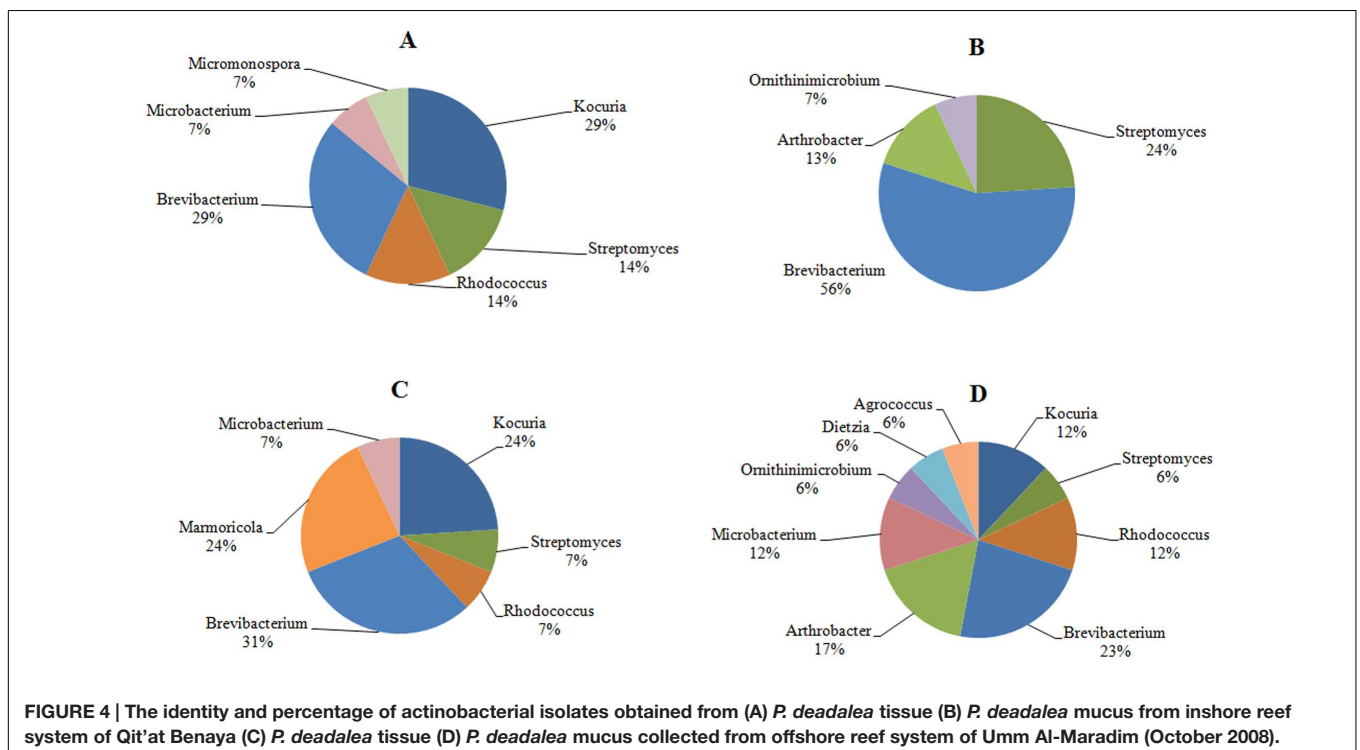 A
Micromonospora
7%
Microbacterium
7%
Brevibacterium
29%
Kocuria
29%
Streptomyces
14%
Rhodococcus
14%
B
Ornithinimicrobium
7%
Arthrobacter
13%
Streptomyces
24%
Brevibacterium
56%
C
Microbacterium
7%
Kocuria
24%
Marmoricola
24%
Streptomyces
7%
Rhodococcus
7%
Brevibacterium
31%
D
Agrococcus
6%
Dietzia
6%
Ornithinimicrobium
6%
Microbacterium
12%
Arthrobacter
17%
Kocuria
12%
Streptomyces
6%
Rhodococcus
12%
Brevibacterium
23%
FIGURE 4 | The identity and percentage of actinobacterial isolates obtained from (A) P. deadalea tissue (B) P. deadalea mucus from inshore reef
system of Qit'at Benaya (C) P. deadalea tissue (D) P. deadalea mucus collected from offshore reef system of Umm Al-Maradim (October 2008).